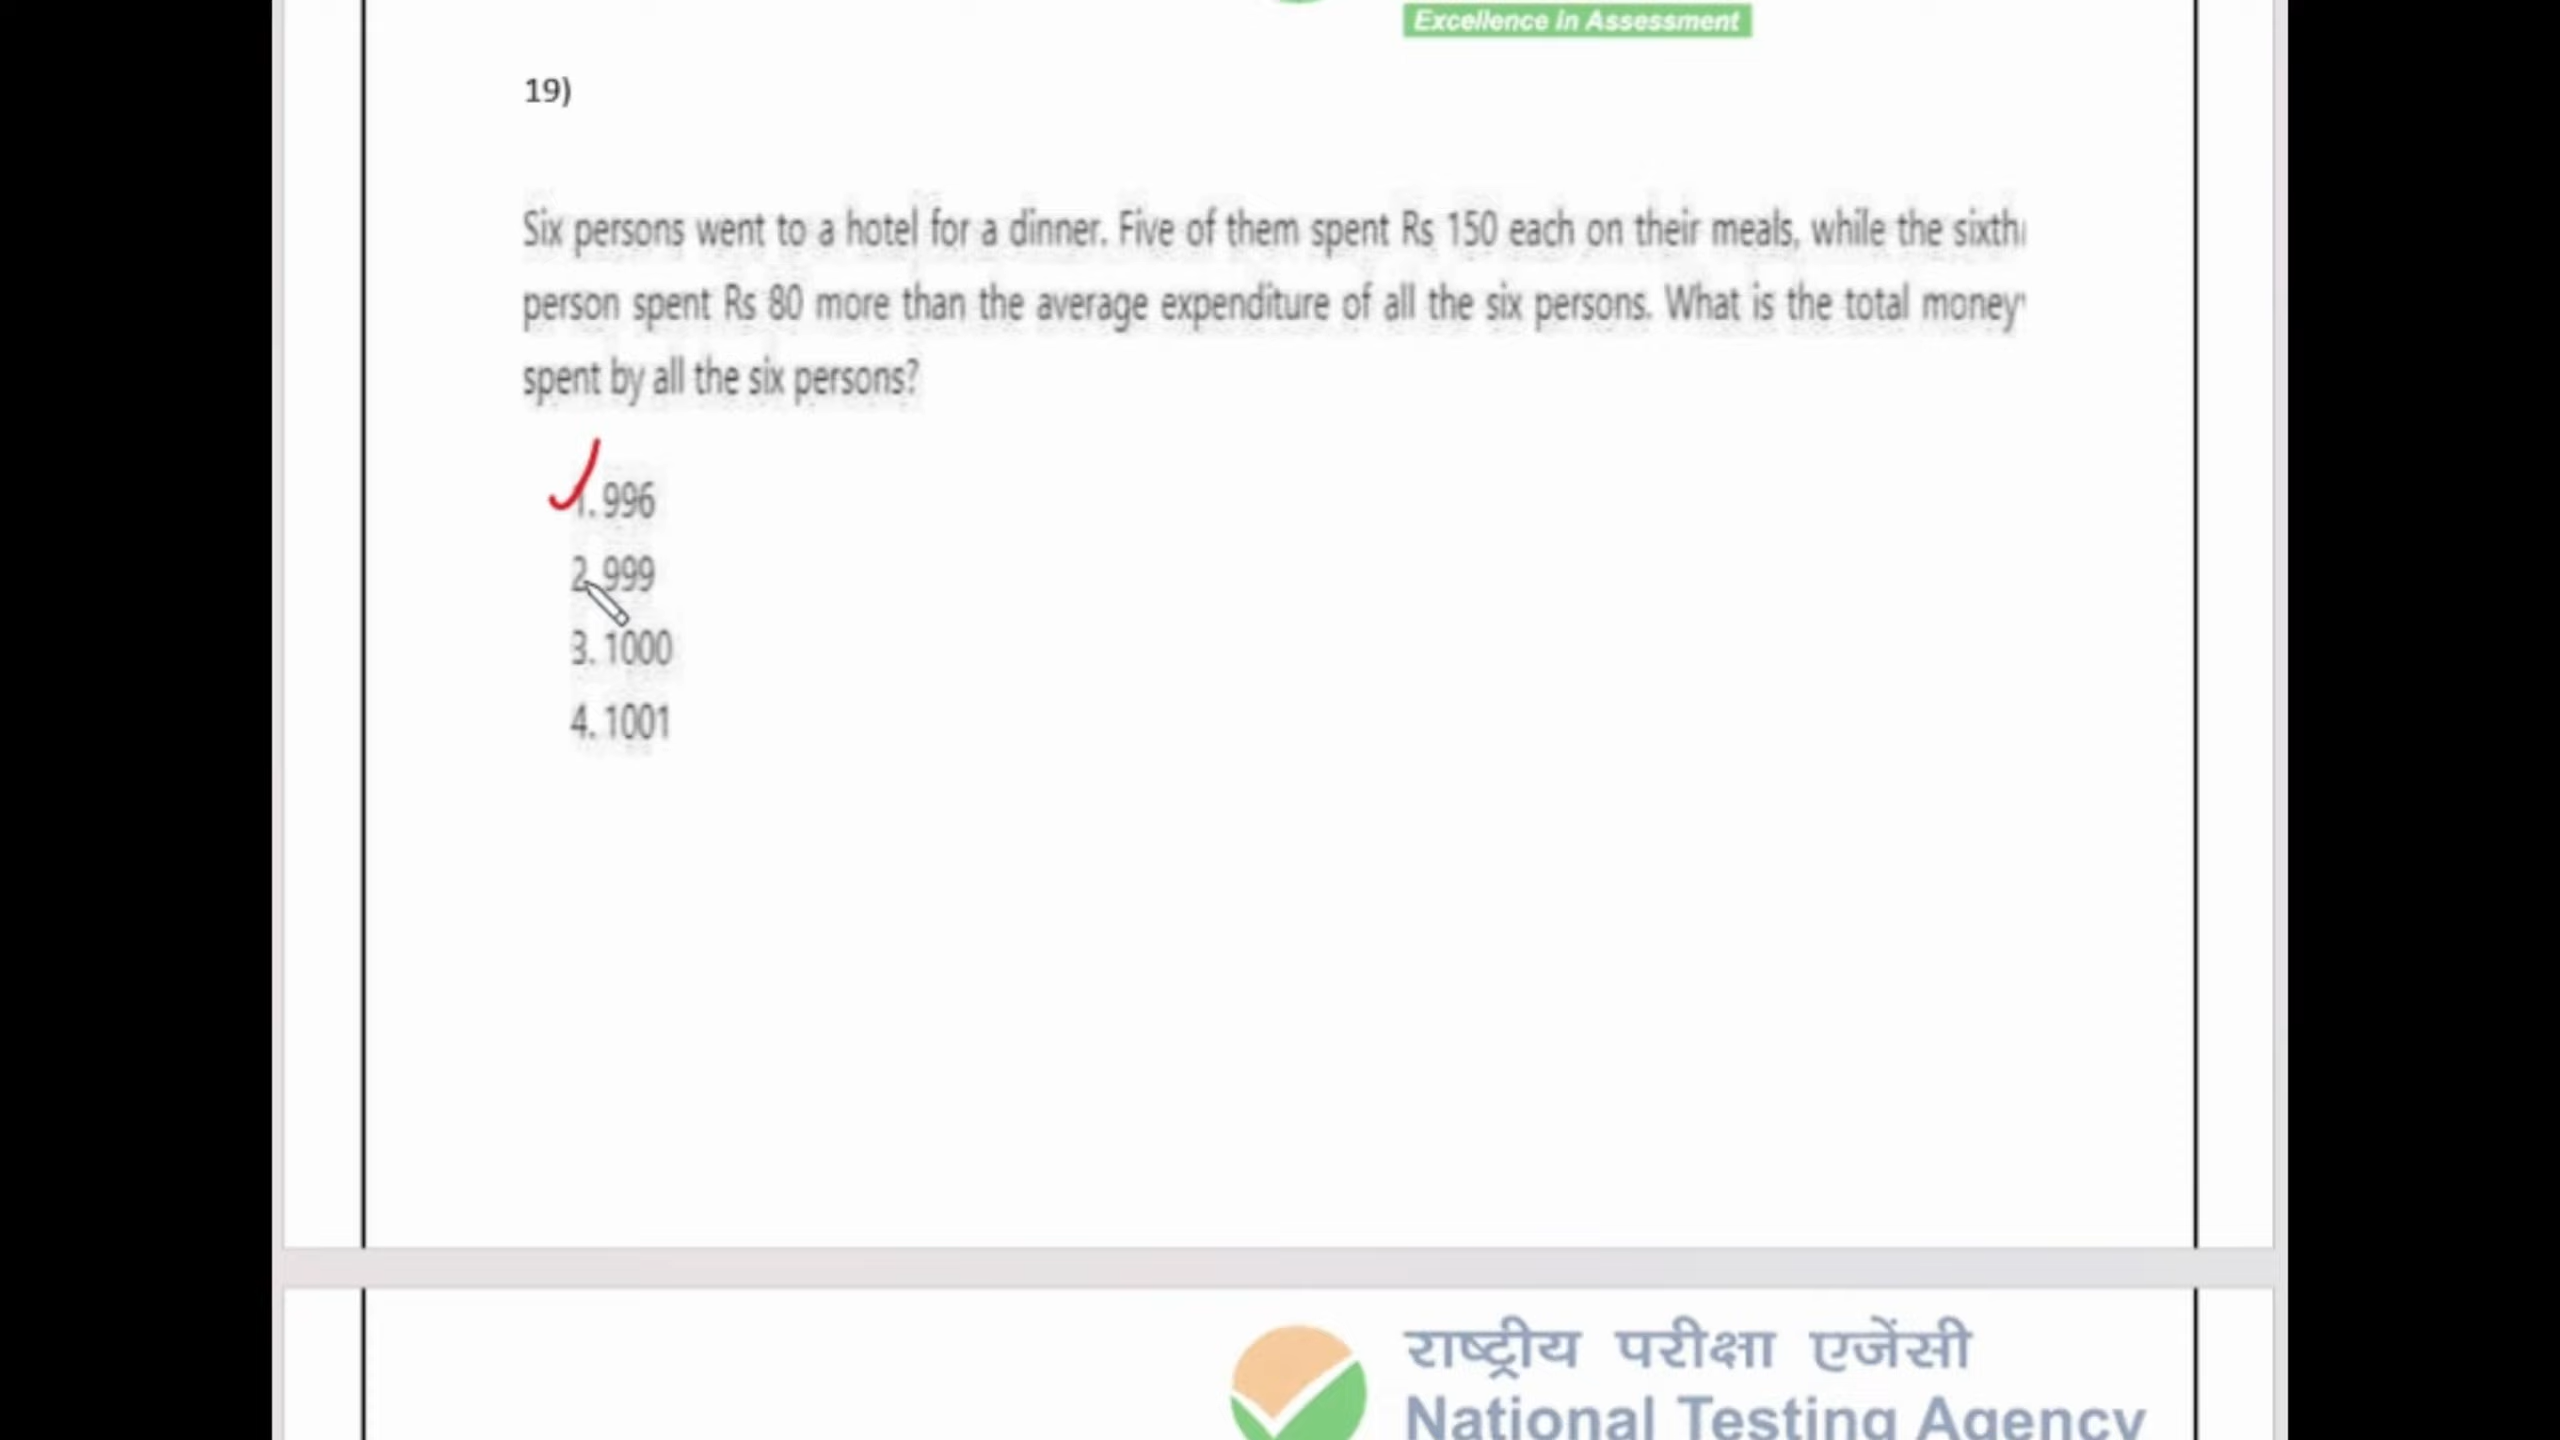 Excellence in Assessment
19)
Six persons went to a hotel for a dinner. Five of them spent Rs 150 each on their meals, while the sixth
person spent Rs 80 more than the average expenditure of all the six persons. What is the total money
spent by all the six persons?
1. 996
2. 999
3. 1000
4. 1001
राष्ट्रीय परीक्षा एजेंसी
National Testing Agency